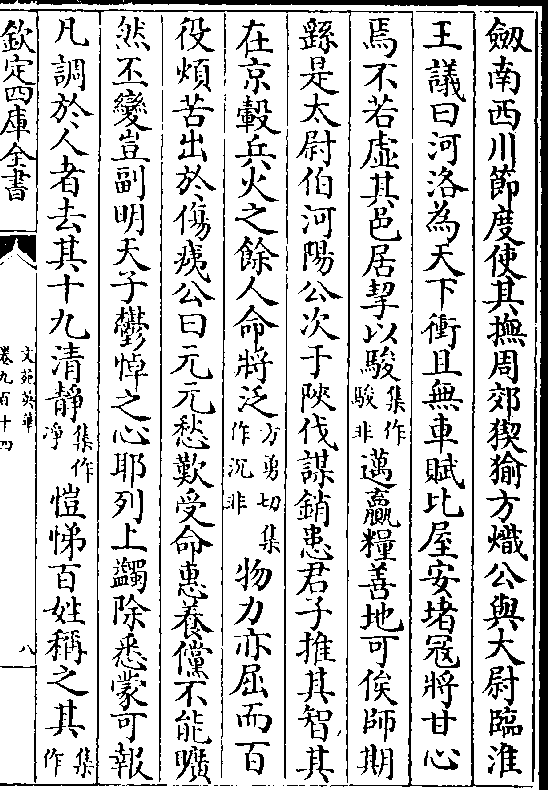 劒南西川節度使其撫周郊猰㺄方熾公與大尉臨淮
王議曰河洛為天下衝且無車賦比屋安堵冦將甘心
焉不若虚其邑居挈以駿集作駿非邁贏糧善地可俟師期
繇是太尉伯河陽公次于陜伐謀銷患君子推其智其
在京轂兵火之餘人命將泛方勇切集作沉非物力亦屈而百
役煩苦出於傷痍公曰元元愁歎受命惠養儻不能曠
然丕變豈副明天子鬱悼之心耶列上蠲除悉蒙可報
凡調於人者去其十九清靜集作凈愷悌百姓稱之其集作
欽定四庫全書
文苑英華
卷九百十四
八